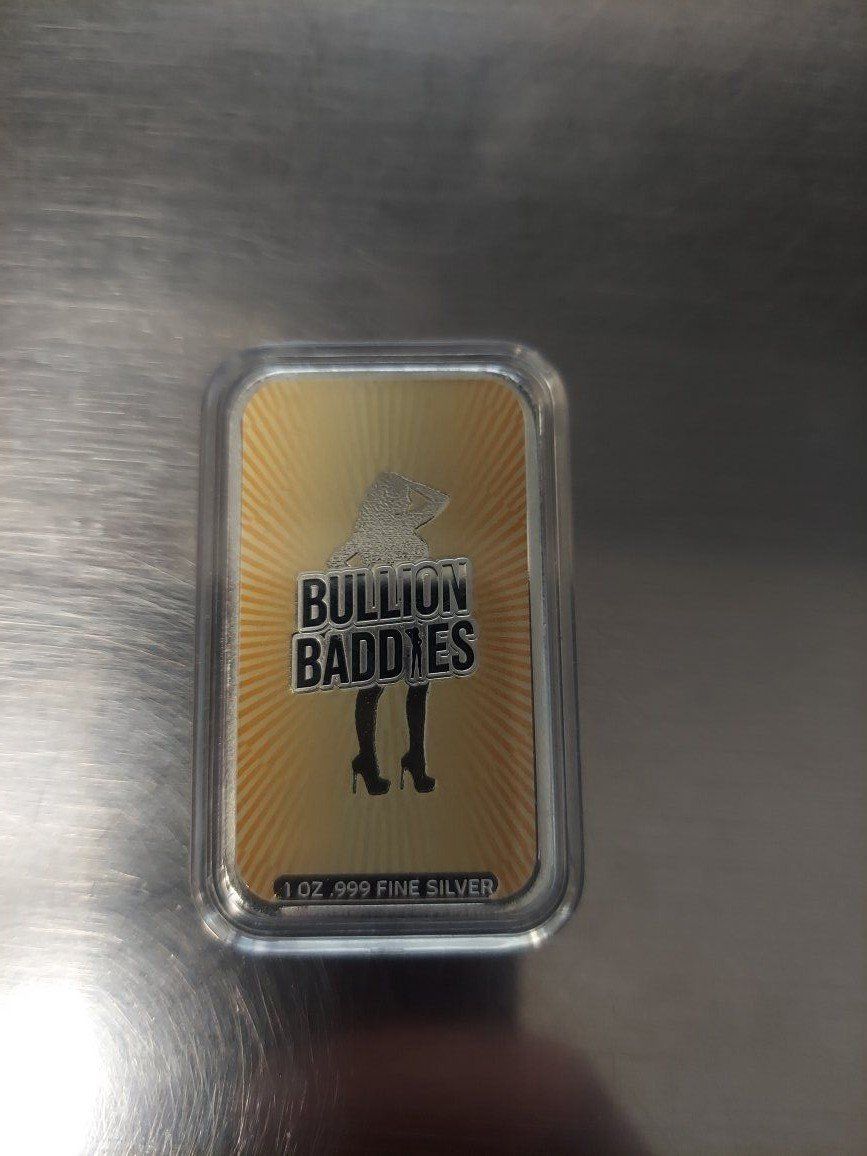 BULLION
BADDIES
1 OZ .999 FINE SILVER